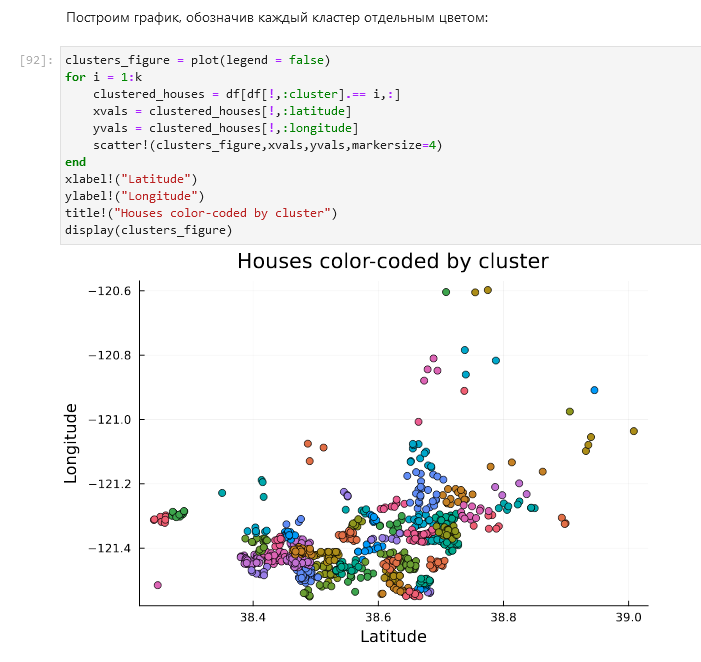 Построим график, обозначив каждый кластер отдельным цветом:
[92]: clusters_figure = plot(legend = false)
for i = 1:k
    clustered_houses = df[df[!,:cluster].== i,:]
    xvals = clustered_houses[!,:latitude]
    yvals = clustered_houses[!,:longitude]
    scatter!(clusters_figure,xvals,yvals,markersize=4)
end
xlabel!("Latitude")
ylabel!("Longitude")
title!("Houses color-coded by cluster")
display(clusters_figure)
Houses color-coded by cluster
−120.6
−120.8
−121.0
−121.2
−121.4
Longitude
38.4 38.6 38.8 39.0
Latitude